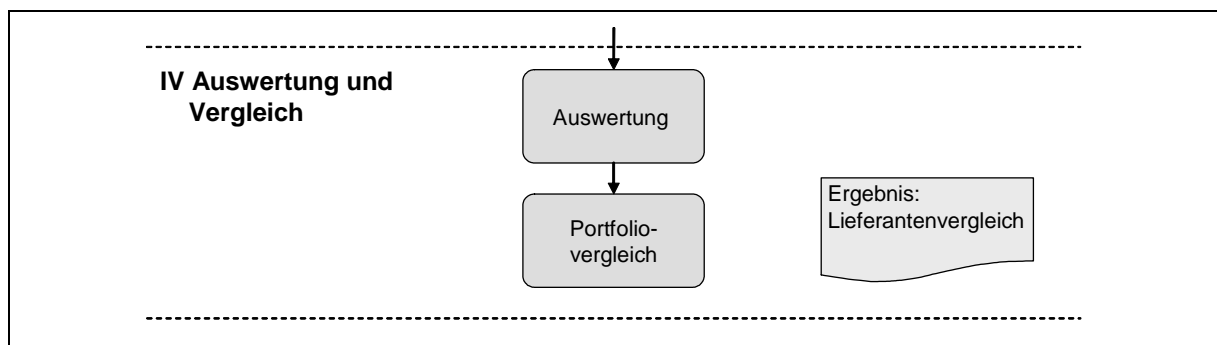 IV Auswertung und
Vergleich
Auswertung
Portfolio-
vergleich
Ergebnis:
Lieferantenvergleich